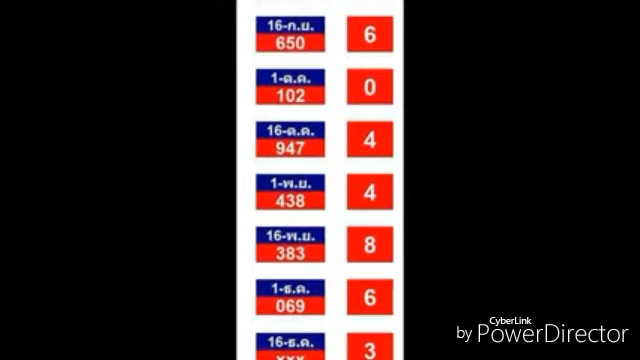 16-ก.ย.
650
6
1-ต.ค.
102
0
16-ต.ค.
947
4
1-พ.ย.
438
4
16-พ.ย.
383
8
1-ธ.ค.
069
6
16-ธ.ค.
xxx
3
CyberLink
by PowerDirector